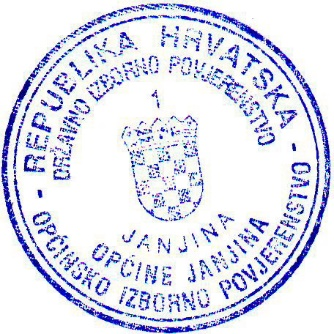 - REPUBLIKA HRVATSKA -
DRŽAVNO IZBORNO POVJERENSTVO
1
JANJINA
OPĆINE JANJINA
OPĆINSKO IZBORNO POVJERENSTVO